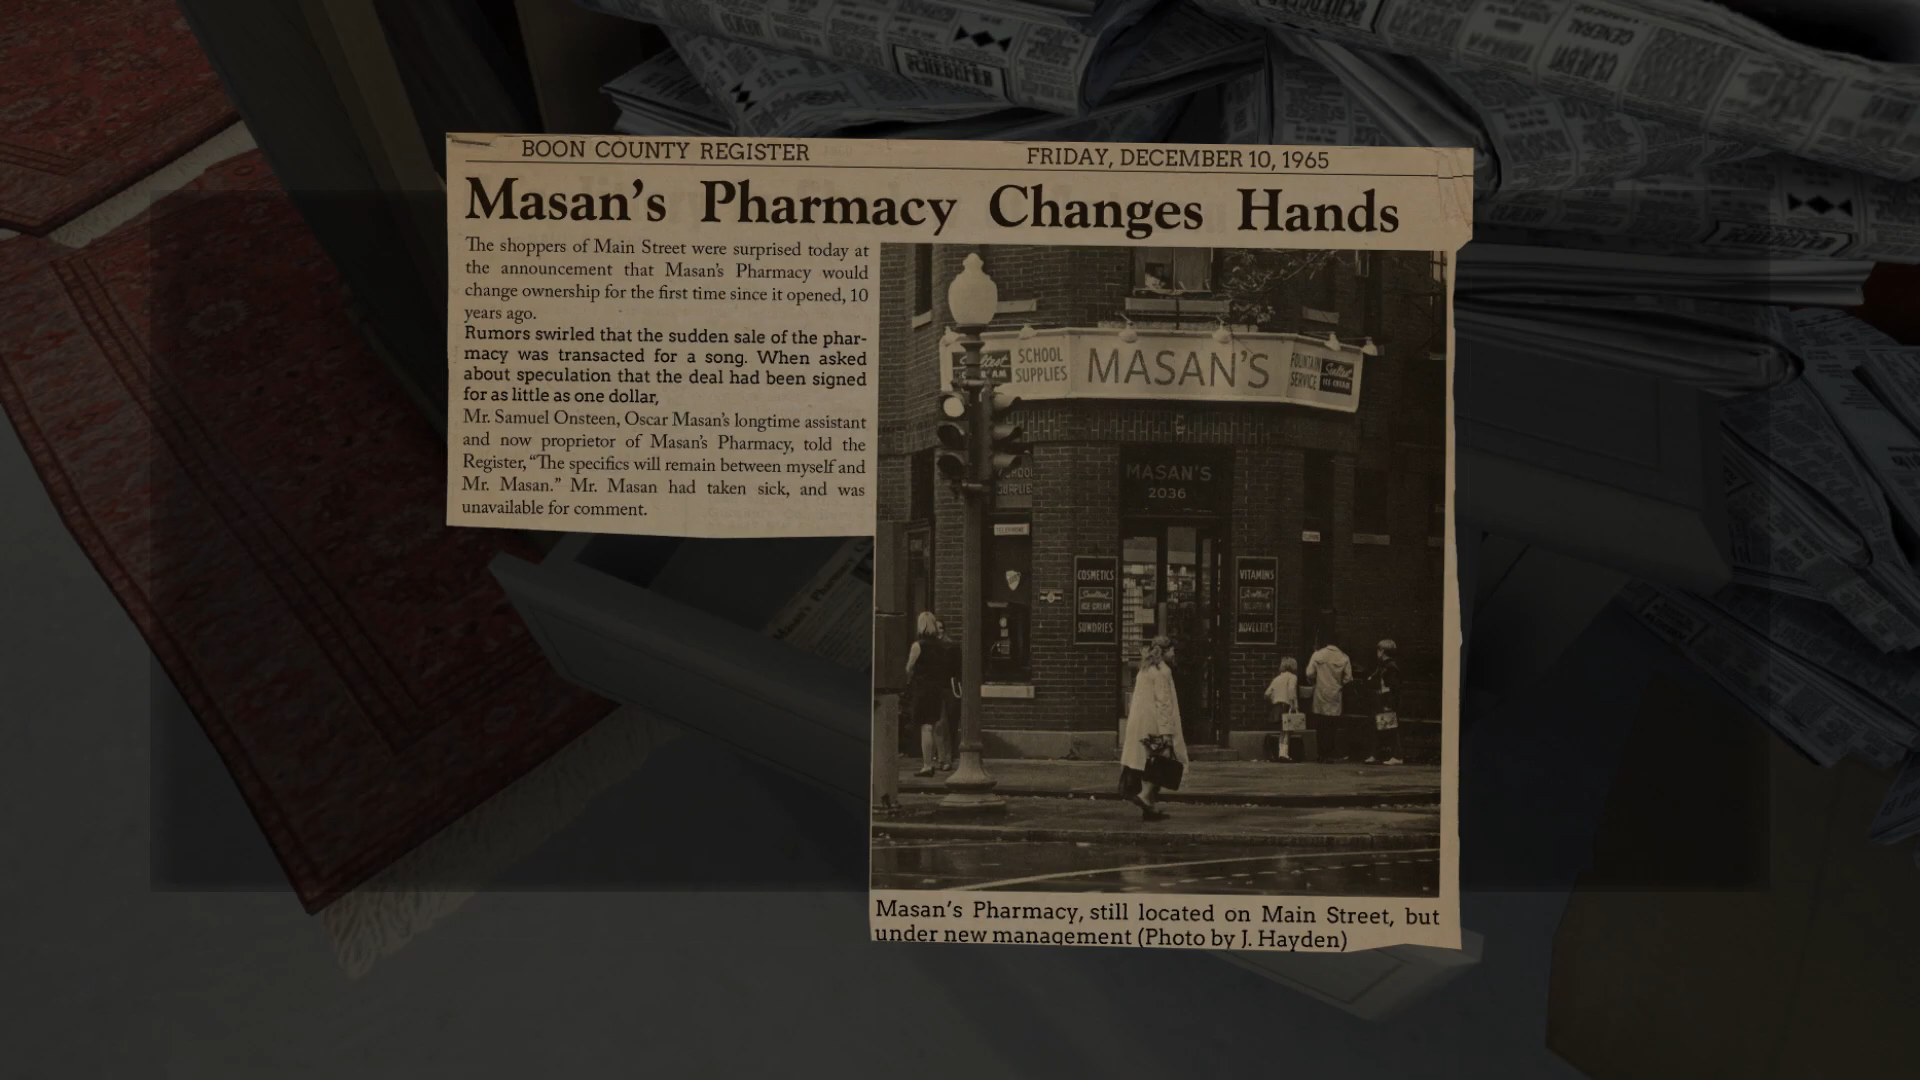 BOON COUNTY REGISTER
FRIDAY, DECEMBER 10, 1965
Masan's Pharmacy Changes Hands
The shoppers of Main Street were surprised today at
the announcement that Masan's Pharmacy would
change ownership for the first time since it opened, 10
years ago.
Rumors swirled that the sudden sale of the phar-
macy was transacted for a song. When asked
about speculation that the deal had been signed
for as little as one dollar,
Mr. Samuel Onsteen, Oscar Masan's longtime assistant
and now proprietor of Masan's Pharmacy, told the
Register, “The specifics will remain between myself and
Mr. Masan.” Mr. Masan had taken sick, and was
unavailable for comment.
SCHOOL
SUPPLIES
MASAN'S
FOUNTAIN
SERVICE
Sealtest
ICE CREAM
MASAN'S
2036
COSMETICS
Sealtest
ICE CREAM
SUNDRIES
VITAMINS
Sealtest
NOVELTIES
Masan's Pharmacy, still located on Main Street, but
under new management (Photo by J. Hayden)